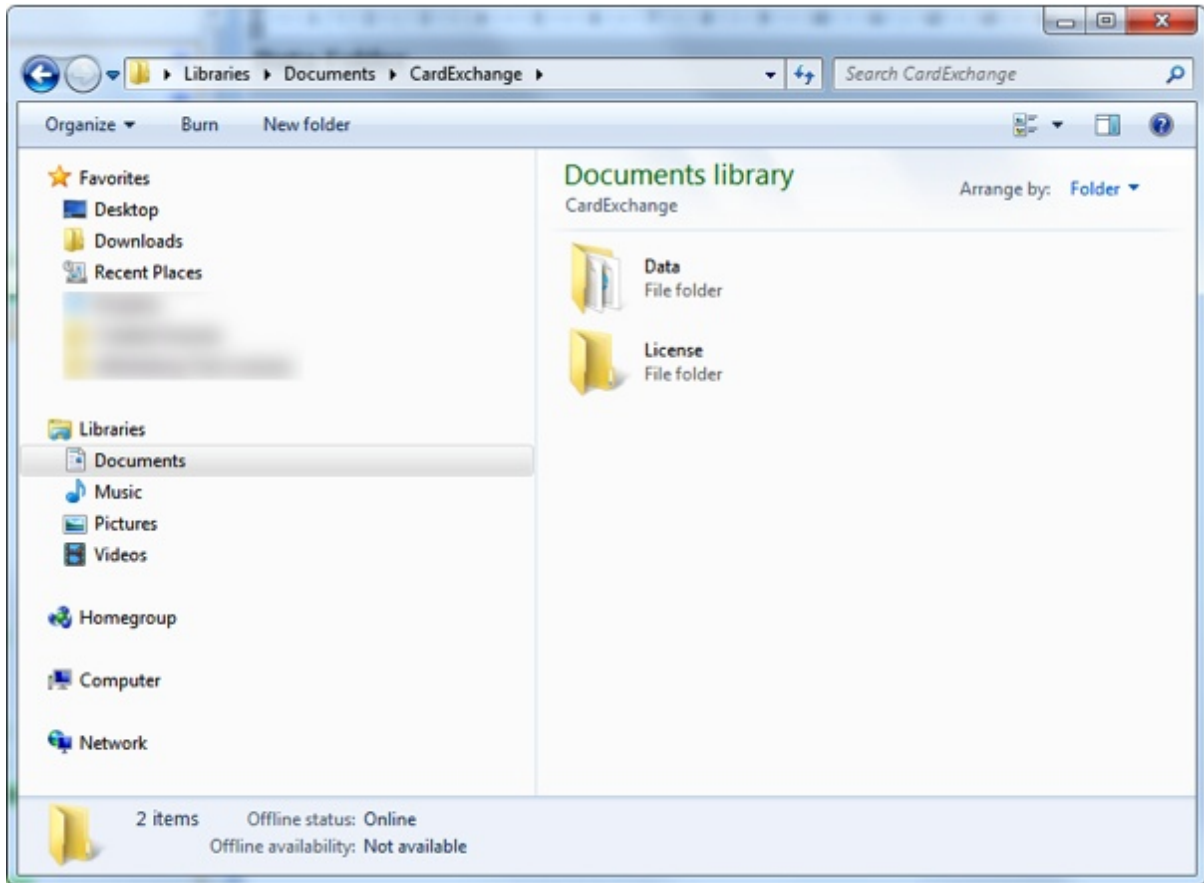 Libraries Documents CardExchange
Search CardExchange
Organize Burn New folder
Favorites
Desktop
Downloads
Recent Places
Libraries
Documents
Music
Pictures
Videos
Homegroup
Computer
Network
Documents library
CardExchange
Arrange by: Folder
Data
File folder
License
File folder
2 items Offline status: Online
Offline availability: Not available